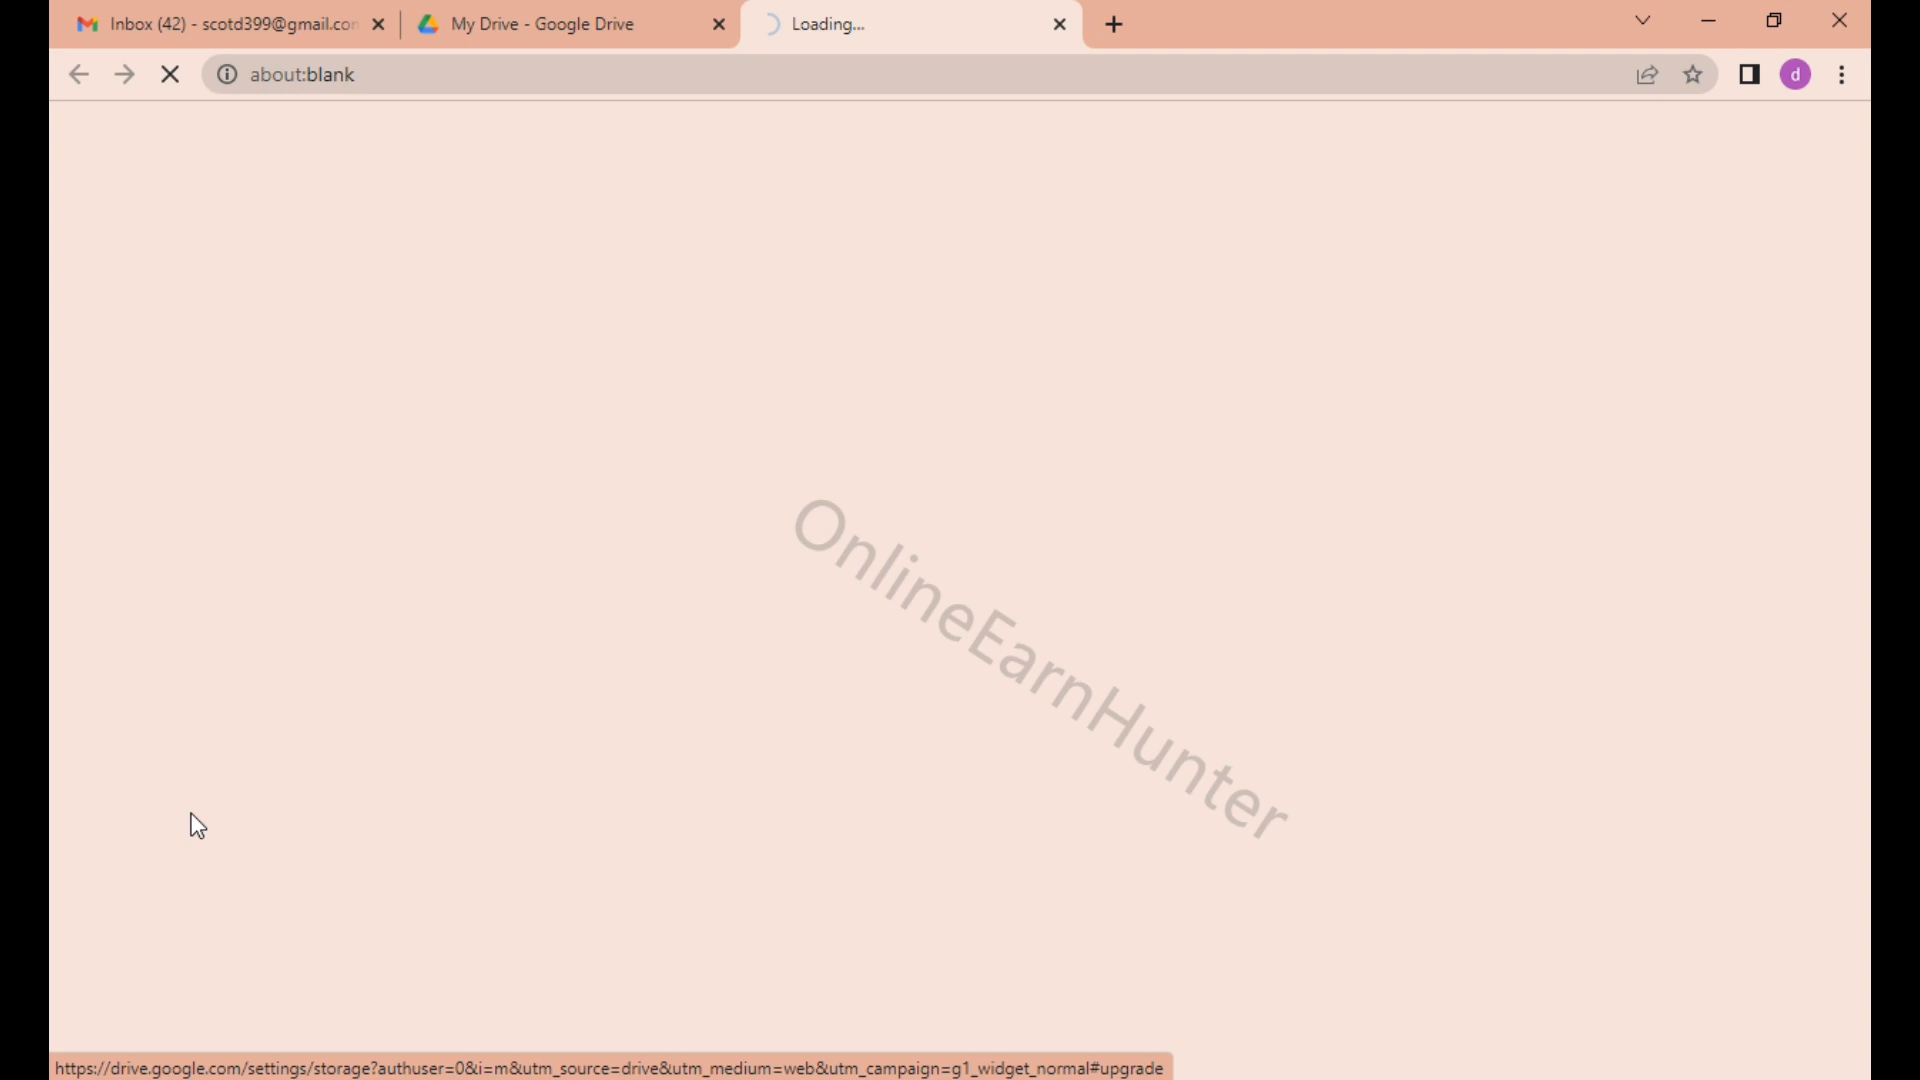 Inbox (42) - scotd399@gmail.con
My Drive - Google Drive
Loading...
about:blank
d
OnlineEarnHunter
https://drive.google.com/settings/storage?authuser=0&i=m&utm_source=drive&utm_medium=web&utm_campaign=g1_widget_normal#upgrade